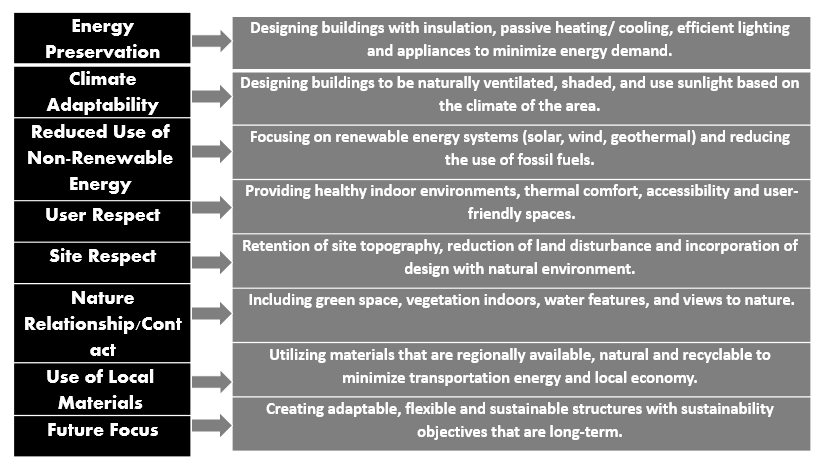 Energy
Preservation
Designing buildings with insulation, passive heating/ cooling, efficient lighting
and appliances to minimize energy demand.
Climate
Adaptability
Designing buildings to be naturally ventilated, shaded, and use sunlight based on
the climate of the area.
Reduced Use of
Non-Renewable
Energy
Focusing on renewable energy systems (solar, wind, geothermal) and reducing
the use of fossil fuels.
User Respect
Providing healthy indoor environments, thermal comfort, accessibility and user-
friendly spaces.
Site Respect
Retention of site topography, reduction of land disturbance and incorporation of
design with natural environment.
Nature
Relationship/Cont
act
Including green space, vegetation indoors, water features, and views to nature.
Use of Local
Materials
Utilizing materials that are regionally available, natural and recyclable to
minimize transportation energy and local economy.
Future Focus
Creating adaptable, flexible and sustainable structures with sustainability
objectives that are long-term.